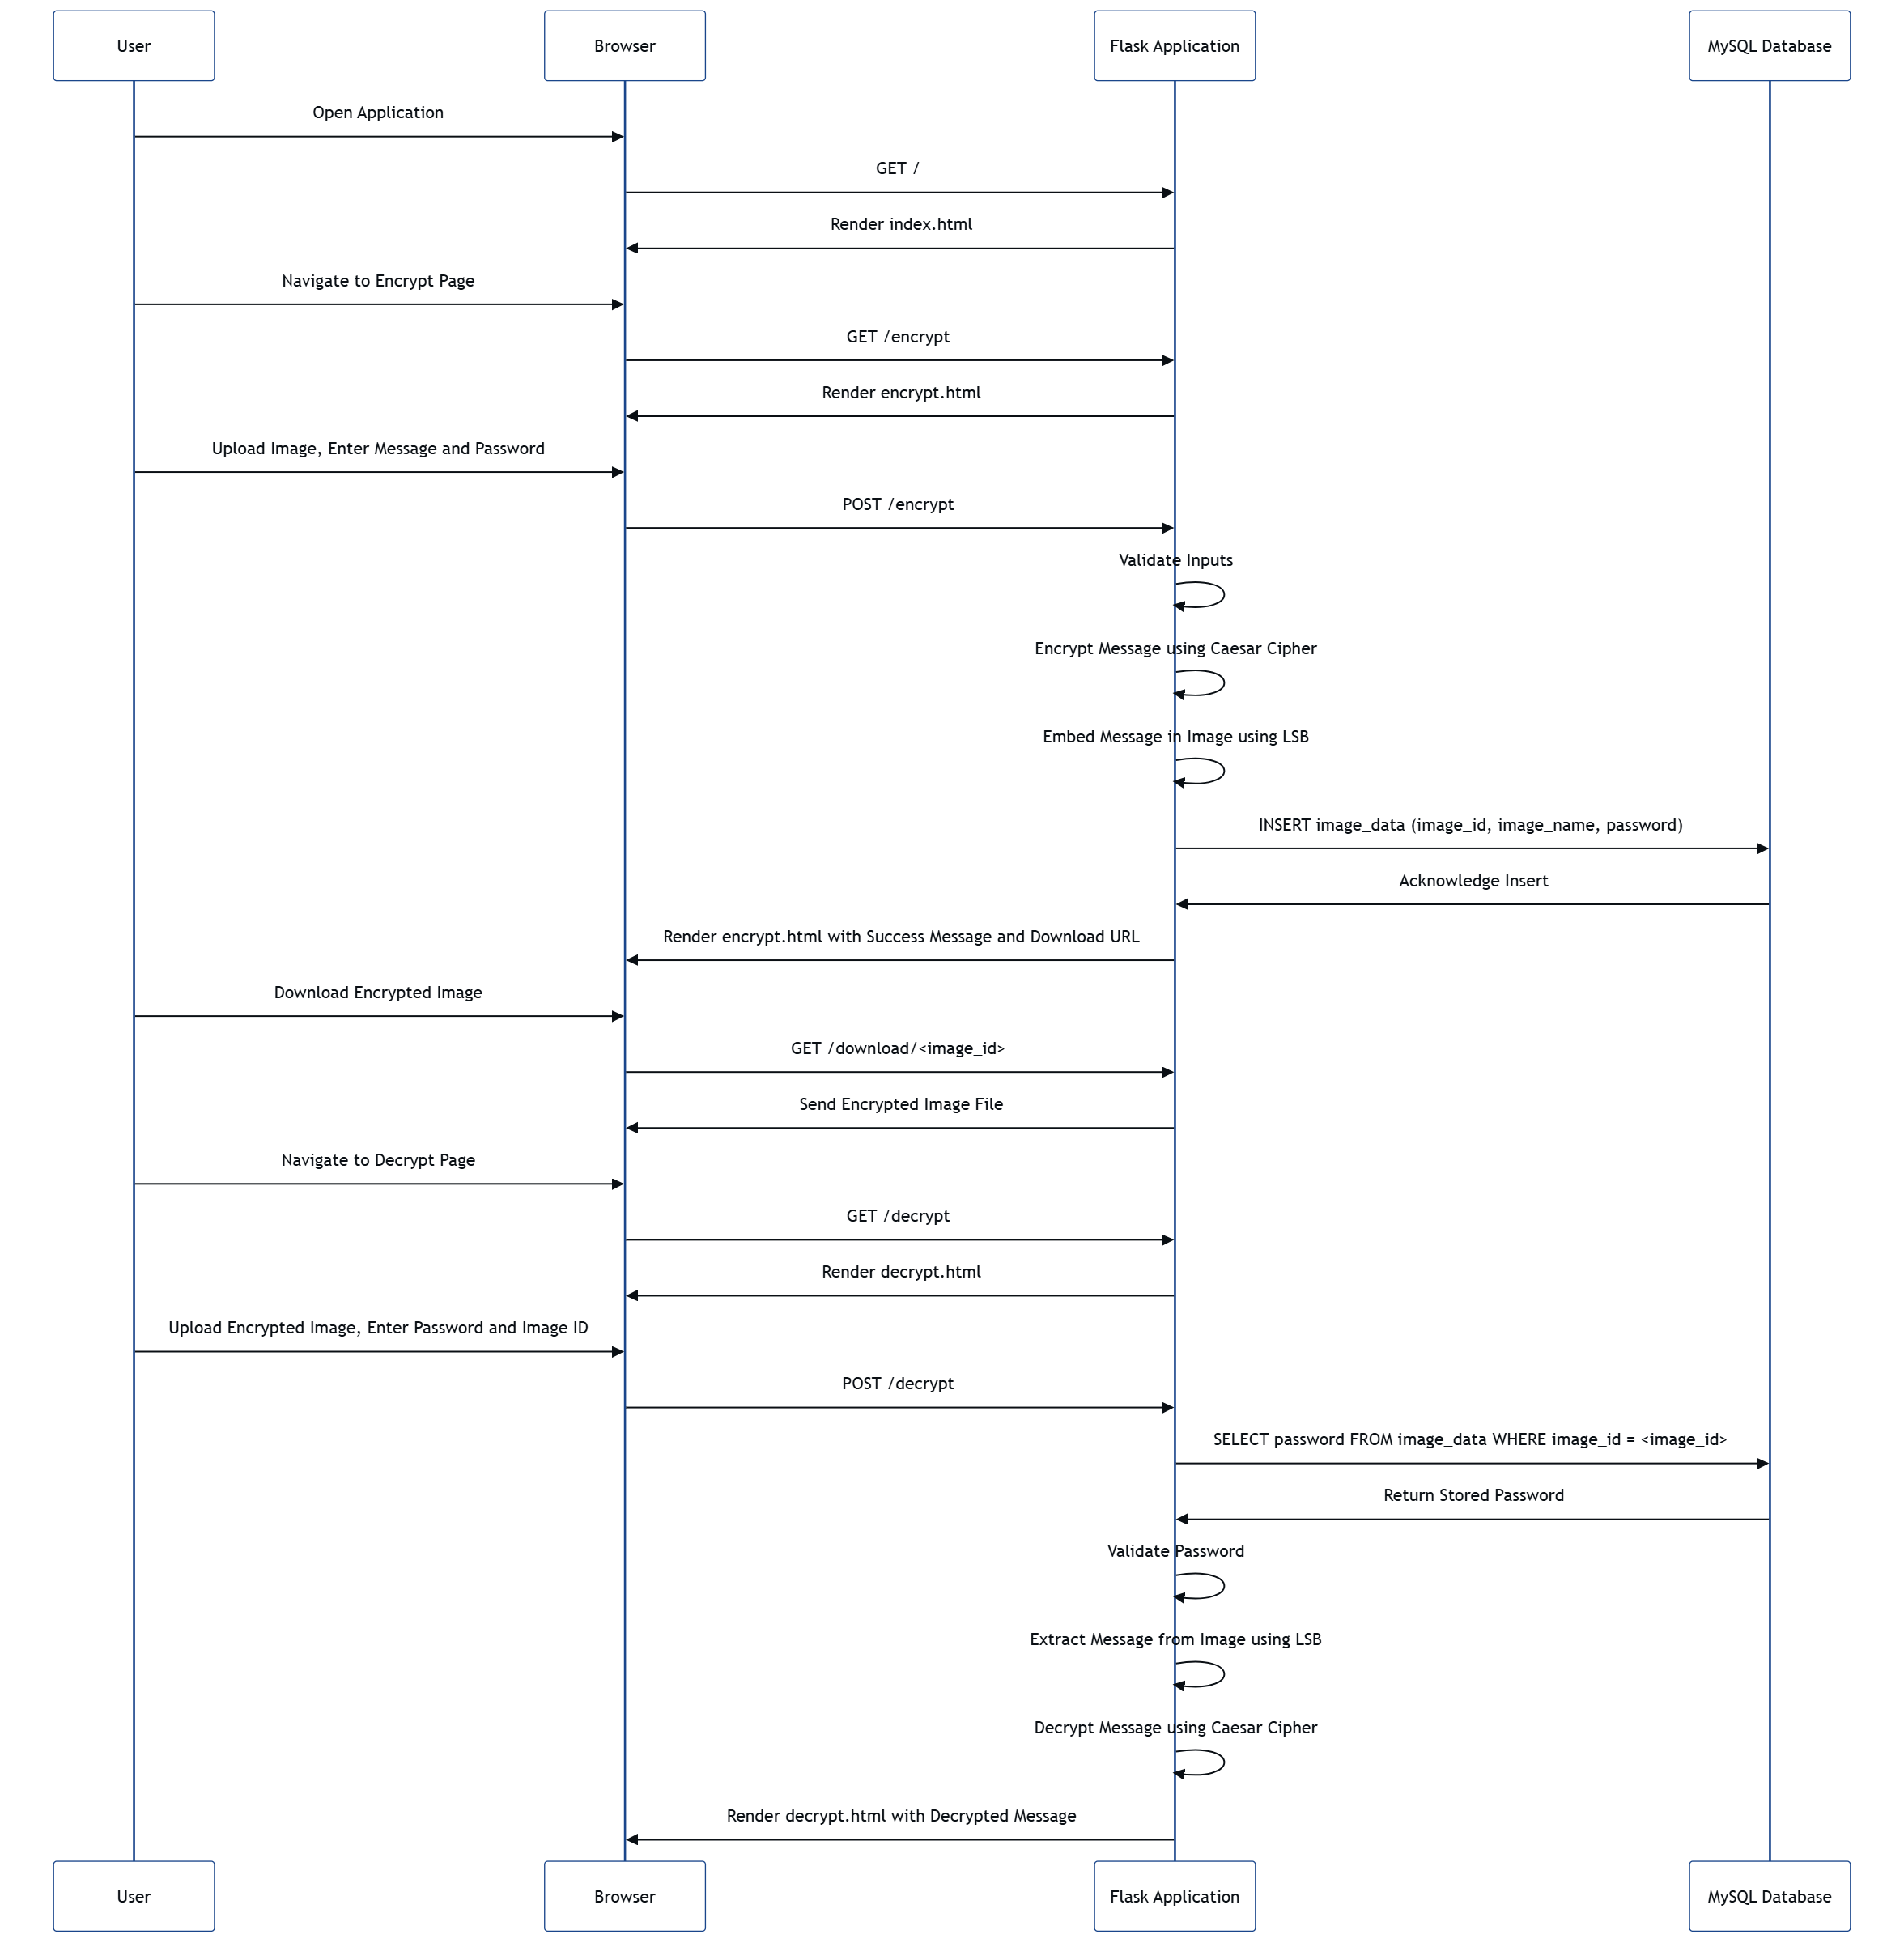 User
Browser
Flask Application
MySQL Database
Open Application
GET /
Render index.html
Navigate to Encrypt Page
GET /encrypt
Render encrypt.html
Upload Image, Enter Message and Password
POST /encrypt
Validate Inputs
Encrypt Message using Caesar Cipher
Embed Message in Image using LSB
INSERT image_data (image_id, image_name, password)
Acknowledge Insert
Render encrypt.html with Success Message and Download URL
Download Encrypted Image
GET /download/<image_id>
Send Encrypted Image File
Navigate to Decrypt Page
GET /decrypt
Render decrypt.html
Upload Encrypted Image, Enter Password and Image ID
POST /decrypt
SELECT password FROM image_data WHERE image_id = <image_id>
Return Stored Password
Validate Password
Extract Message from Image using LSB
Decrypt Message using Caesar Cipher
Render decrypt.html with Decrypted Message
User
Browser
Flask Application
MySQL Database